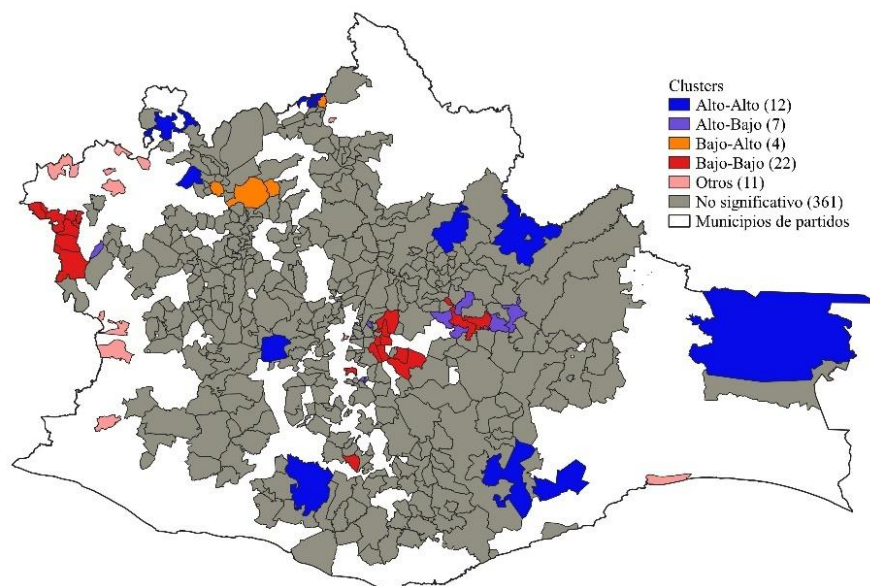 Clusters
Alto-Alto (12)
Alto-Bajo (7)
Bajo-Alto (4)
Bajo-Bajo (22)
Otros (11)
No significativo (361)
Municipios de partidos